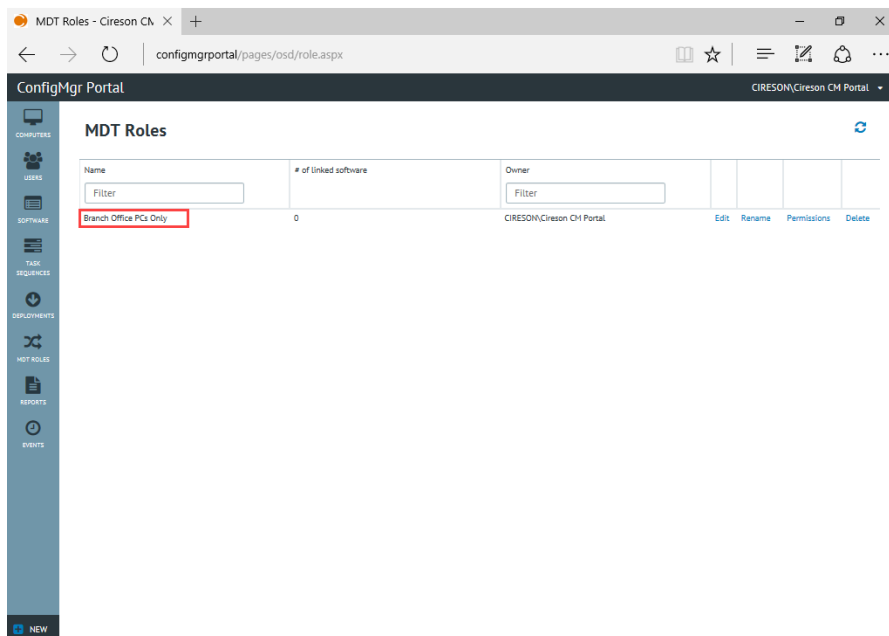 MDT Roles - Cireson CM
configmgrportal/pages/osd/role.aspx
ConfigMgr Portal
CIRESON\Cireson CM Portal
COMPUTERS
USERS
SOFTWARE
TASK
SEQUENCES
DEPLOYMENTS
MDT ROLES
REPORTS
EVENTS
NEW
MDT Roles
Name # of linked software Owner
Filter Filter
Branch Office PCs Only 0 CIRESON\Cireson CM Portal Edit Rename Permissions Delete